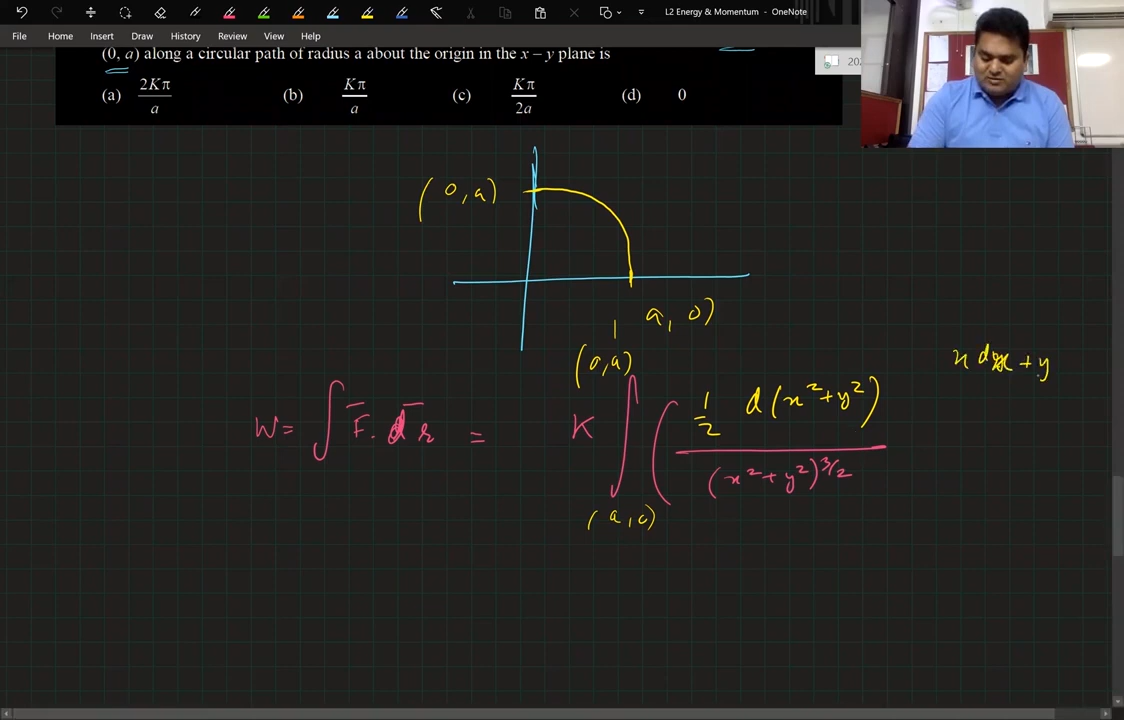 L2 Energy & Momentum - OneNote
File Home Insert Draw History Review View Help
(0, a) along a circular path of radius a about the origin in the x – y plane is
(a) 2Kπ/a (b) Kπ/a (c) Kπ/2a (d) 0
(0, a)
a, 0)
(0,a)
x dx + y
W = ∫ F̅ . d̅r = K ∫ ( 1/2 d(x²+y²) / (x²+y²)^3/2
(a,0)